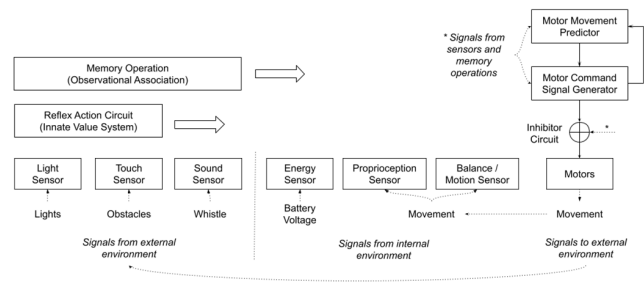 Memory Operation
(Observational Association)
Reflex Action Circuit
(Innate Value System)
* Signals from
sensors and
memory
operations
Motor Movement
Predictor
Motor Command
Signal Generator
Inhibitor
Circuit
*
Light
Sensor
Touch
Sensor
Sound
Sensor
Energy
Sensor
Proprioception
Sensor
Balance /
Motion Sensor
Motors
Lights
Obstacles
Whistle
Battery
Voltage
Movement
Movement
Signals from external
environment
Signals from internal
environment
Signals to external
environment